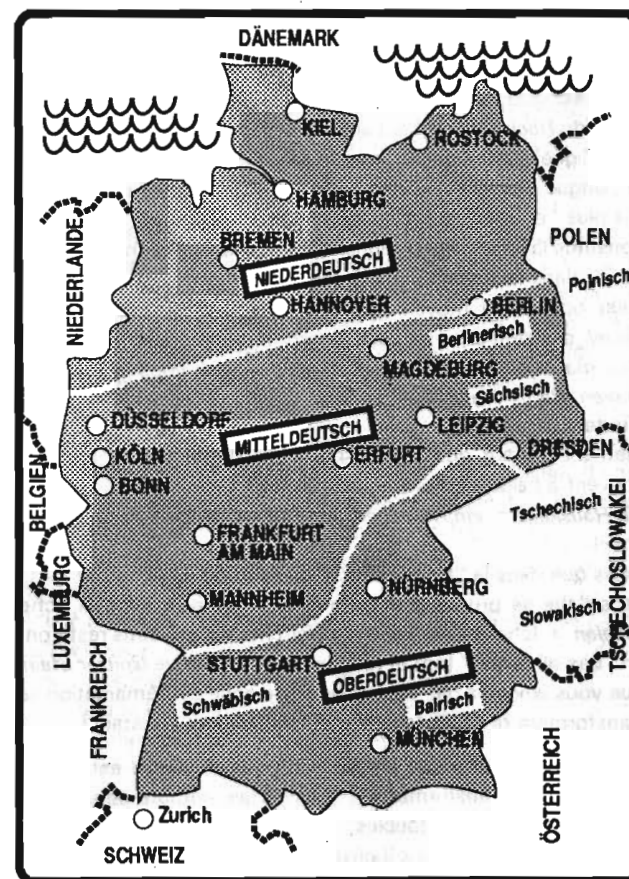 DÄNEMARK
KIEL
ROSTOCK
HAMBURG
NIEDERLANDE
BREMEN
POLEN
NIEDERDEUTSCH
Polnisch
HANNOVER
BERLIN
Berlinerisch
MAGDEBURG
Sächsisch
DÜSSELDORF
LEIPZIG
MITTELDEUTSCH
KÖLN
ERFURT
DRESDEN
BELGIEN
BONN
Tschechisch
TSCHECHOSLOWAKEI
FRANKFURT
AM MAIN
LUXEMBURG
NÜRNBERG
MANNHEIM
Slowakisch
STUTTGART
OBERDEUTSCH
FRANKREICH
Schwäbisch
Bairisch
MÜNCHEN
ÖSTERREICH
Zurich
SCHWEIZ